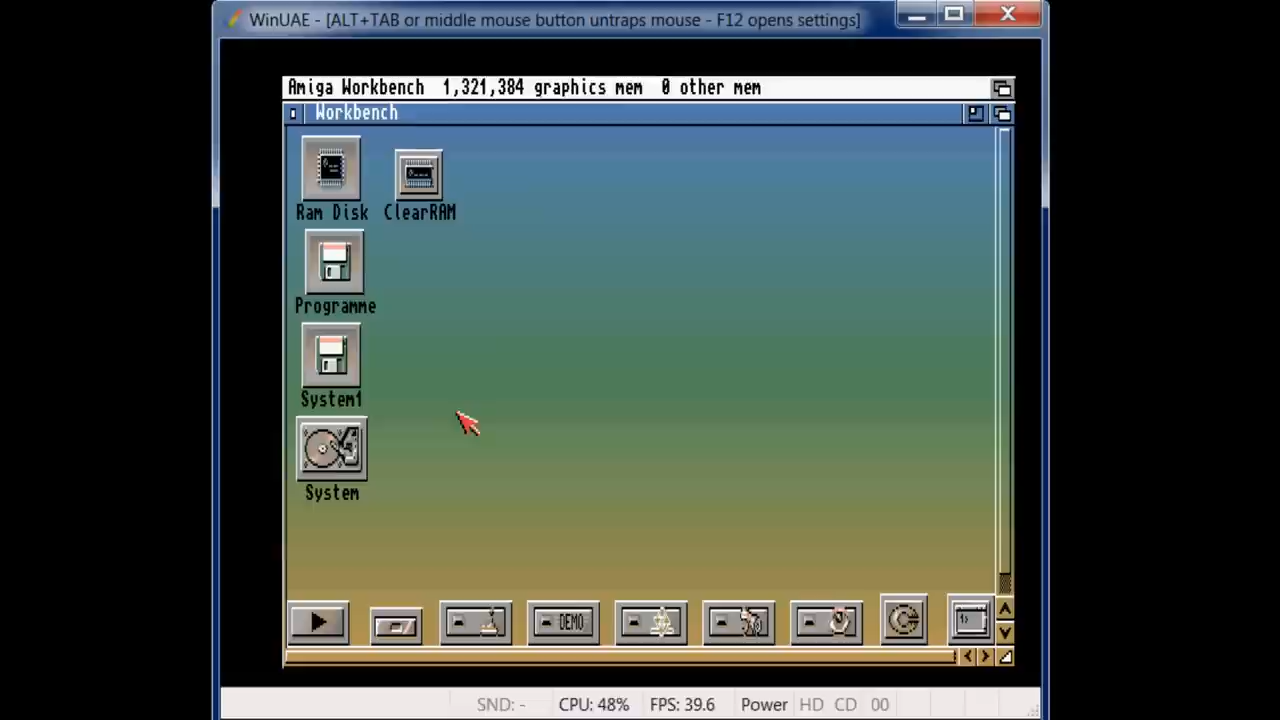 WinUAE - [ALT+TAB or middle mouse button untraps mouse - F12 opens settings]
Amiga Workbench 1,321,384 graphics mem 0 other mem
Workbench
Ram Disk ClearRAM
Programme
System1
System
DEMO
1>
SND: - CPU: 48% FPS: 39.6 Power HD CD 00